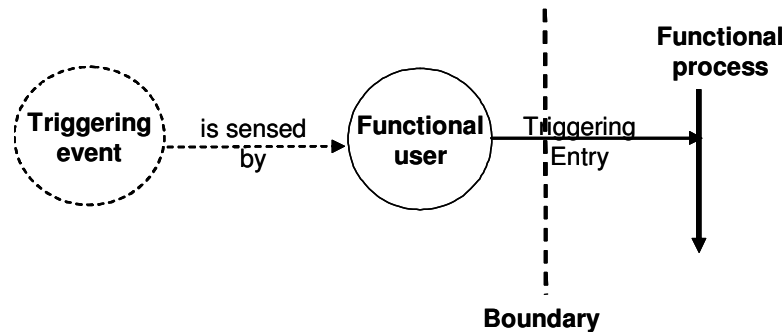 Functional
process
Triggering
event
is sensed
by
Functional
user
Triggering
Entry
Boundary